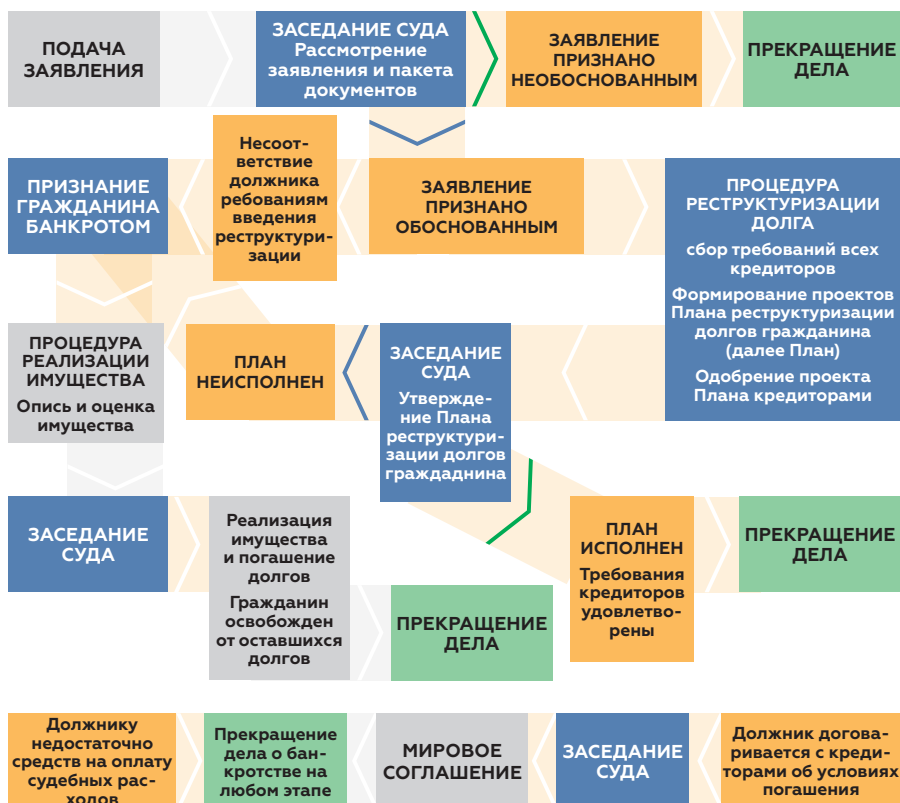 ПОДАЧА
ЗАЯВЛЕНИЯ
ЗАСЕДАНИЕ СУДА
Рассмотрение
заявления и пакета
документов
ЗАЯВЛЕНИЕ
ПРИЗНАНО
НЕОБОСНОВАННЫМ
ПРЕКРАЩЕНИЕ
ДЕЛА
ПРИЗНАНИЕ
ГРАЖДАНИНА
БАНКРОТОМ
Несоот-
ветствие
должника
ребованиям
введения
реструктури-
зации
ЗАЯВЛЕНИЕ
ПРИЗНАНО
ОБОСНОВАННЫМ
ПРОЦЕДУРА
РЕСТРУКТУРИЗАЦИИ
ДОЛГА
сбор требований всех
кредиторов
Формирование проектов
Плана реструктуризации
долгов гражданина
(далее План)
Одобрение проекта
Плана кредиторами
ПРОЦЕДУРА
РЕАЛИЗАЦИИ
ИМУЩЕСТВА
Опись и оценка
имущества
ПЛАН
НЕИСПОЛНЕН
ЗАСЕДАНИЕ
СУДА
Утвержде-
ние Плана
реструктури-
зации долгов
граждаднина
ЗАСЕДАНИЕ
СУДА
Реализация
имущества
и погашение
долгов
Гражданин
освобожден
от оставшихся
долгов
ПРЕКРАЩЕНИЕ
ДЕЛА
ПЛАН
ИСПОЛНЕН
Требования
кредиторов
удовлетво-
рены
ПРЕКРАЩЕНИЕ
ДЕЛА
Должнику
недостаточно
средств на оплату
судебных рас-
ходов
Прекращение
дела о бан-
кротстве на
любом этапе
МИРОВОЕ
СОГЛАШЕНИЕ
ЗАСЕДАНИЕ
СУДА
Должник догова-
ривается с креди-
торами об условиях
погашения